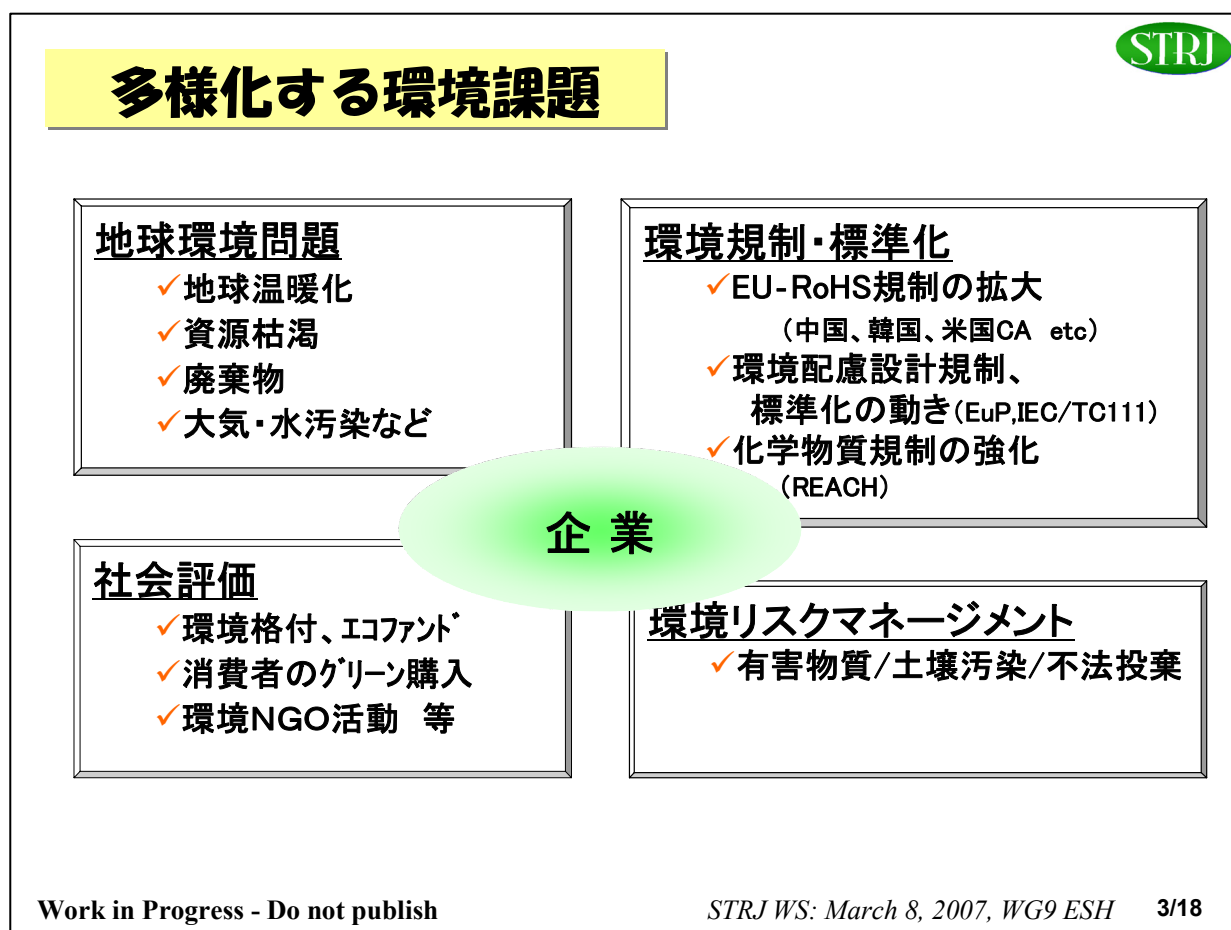 STRJ
多様化する環境課題
地球環境問題
✓地球温暖化
✓資源枯渇
✓廃棄物
✓大気・水汚染など
環境規制・標準化
✓EU-RoHS規制の拡大
（中国、韓国、米国CA etc）
✓環境配慮設計規制、
標準化の動き(EuP,IEC/TC111)
✓化学物質規制の強化
（REACH）
企業
社会評価
✓環境格付、ｴｺﾌｧﾝﾄﾞ
✓消費者のｸﾞﾘｰﾝ購入
✓環境ＮＧＯ活動 等
環境リスクマネージメント
✓有害物質/土壌汚染/不法投棄
Work in Progress - Do not publish
STRJ WS: March 8, 2007, WG9 ESH
3/18